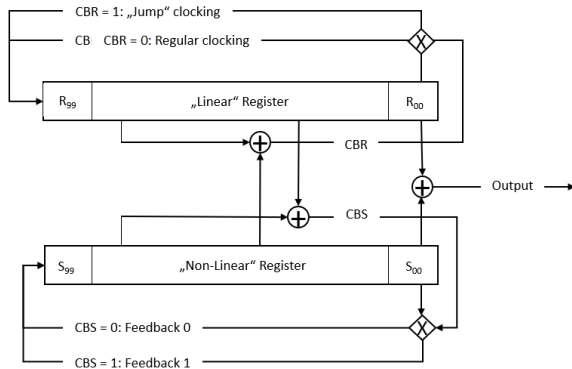 CBR = 1: „Jump“ clocking
CB CBR = 0: Regular clocking
R99 „Linear“ Register R00
CBR
Output
CBS
S99 „Non-Linear“ Register S00
CBS = 0: Feedback 0
CBS = 1: Feedback 1